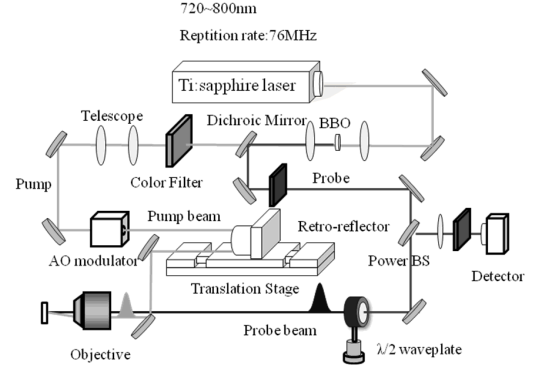 720~800nm
Reptition rate:76MHz
Ti:sapphire laser
Telescope
Dichroic Mirror
BBO
Color Filter
Probe
Pump
Pump beam
Retro-reflector
AO modulator
Power BS
Translation Stage
Detector
Probe beam
Objective
λ/2 waveplate